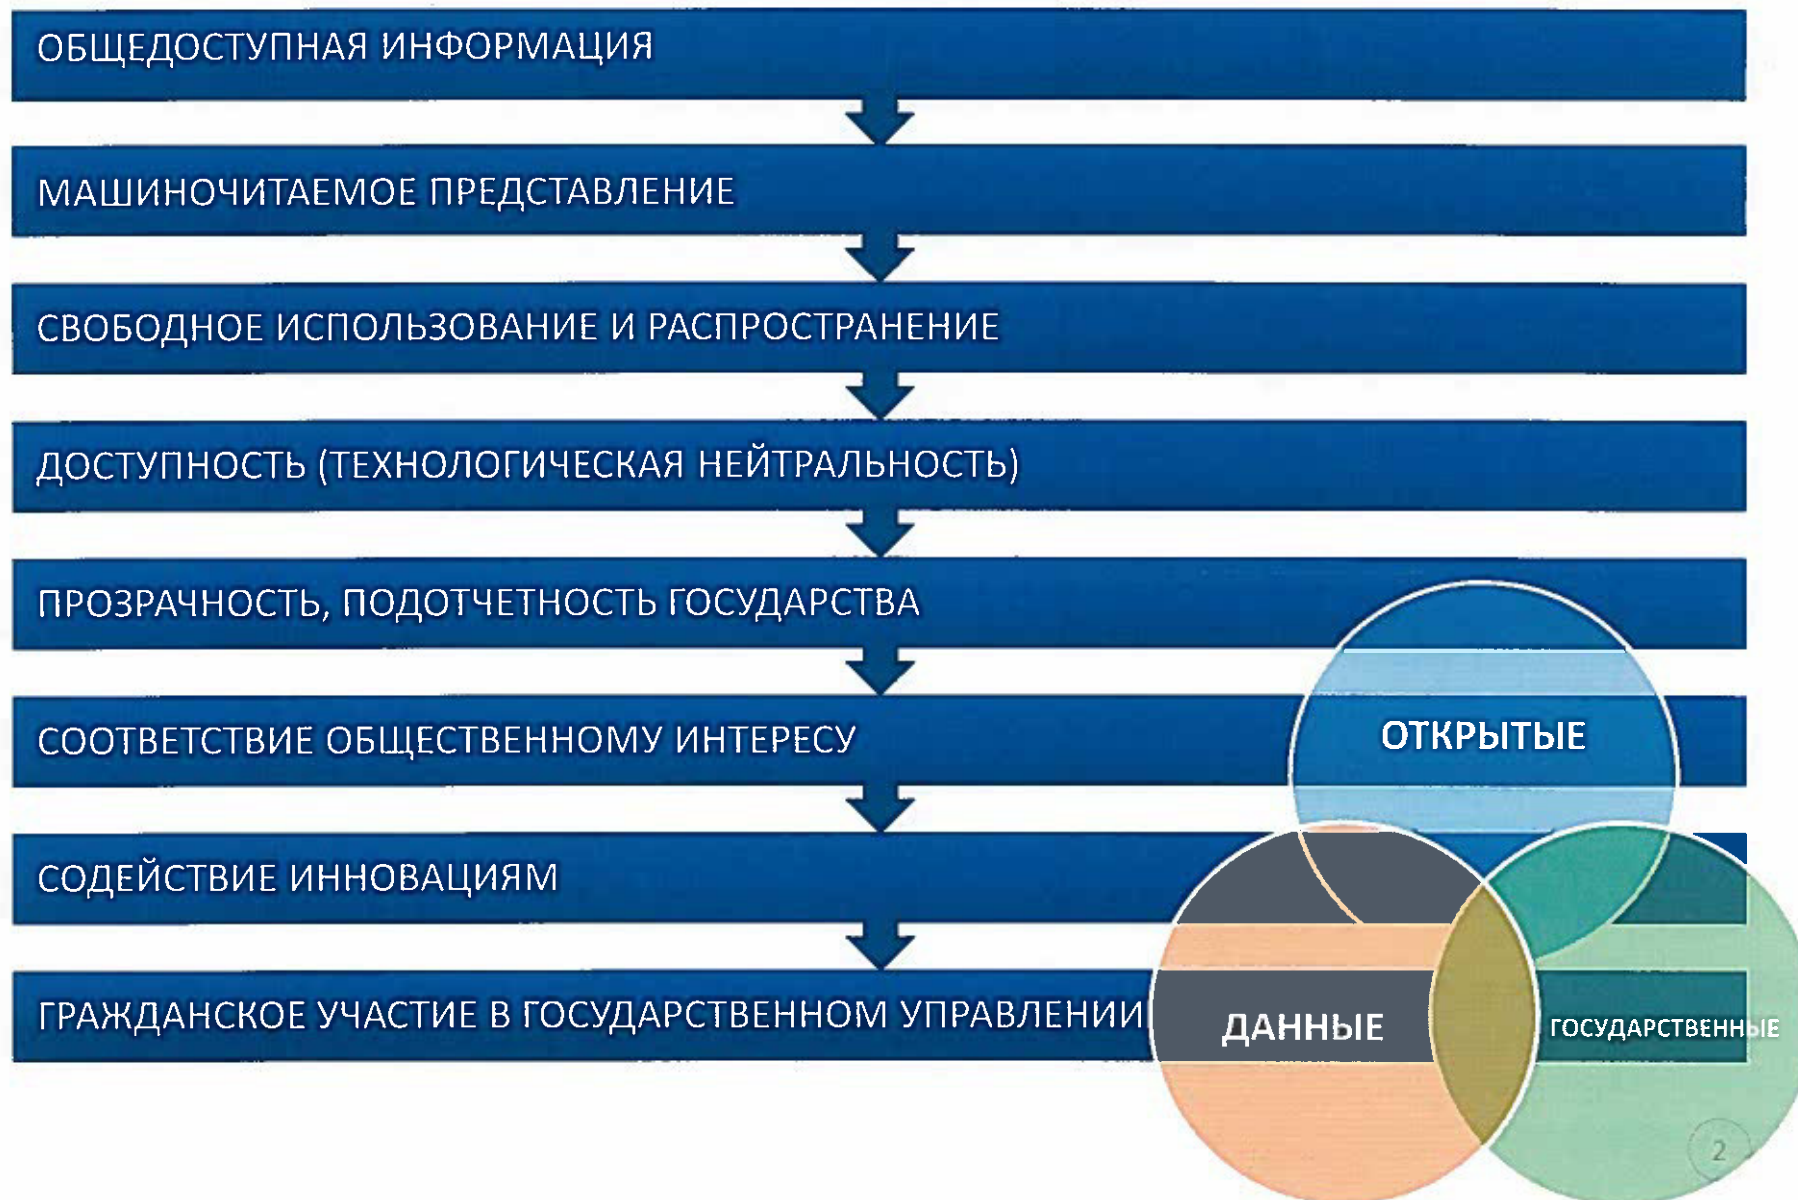 ОБЩЕДОСТУПНАЯ ИНФОРМАЦИЯ
МАШИНОЧИТАЕМОЕ ПРЕДСТАВЛЕНИЕ
СВОБОДНОЕ ИСПОЛЬЗОВАНИЕ И РАСПРОСТРАНЕНИЕ
ДОСТУПНОСТЬ (ТЕХНОЛОГИЧЕСКАЯ НЕЙТРАЛЬНОСТЬ)
ПРОЗРАЧНОСТЬ, ПОДОТЧЕТНОСТЬ ГОСУДАРСТВА
СООТВЕТСТВИЕ ОБЩЕСТВЕННОМУ ИНТЕРЕСУ
СОДЕЙСТВИЕ ИННОВАЦИЯМ
ГРАЖДАНСКОЕ УЧАСТИЕ В ГОСУДАРСТВЕННОМ УПРАВЛЕНИИ
ОТКРЫТЫЕ
ДАННЫЕ
ГОСУДАРСТВЕННЫЕ
2